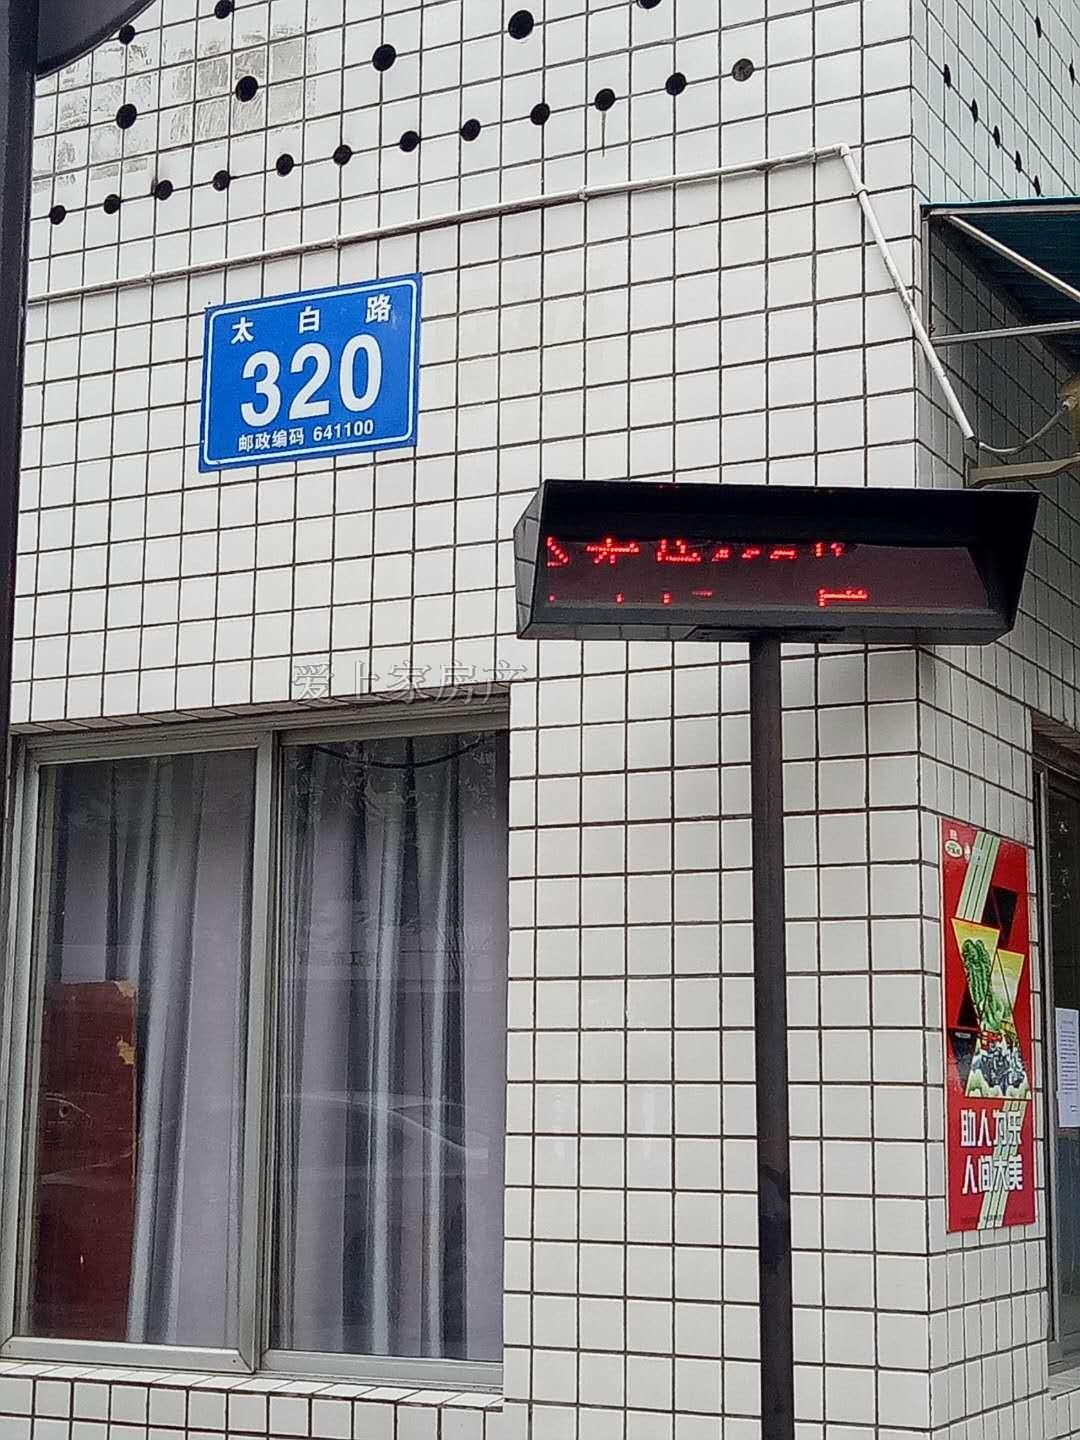 太白路
320
邮政编码 641100
爱上家房产
助人为乐
人间大美